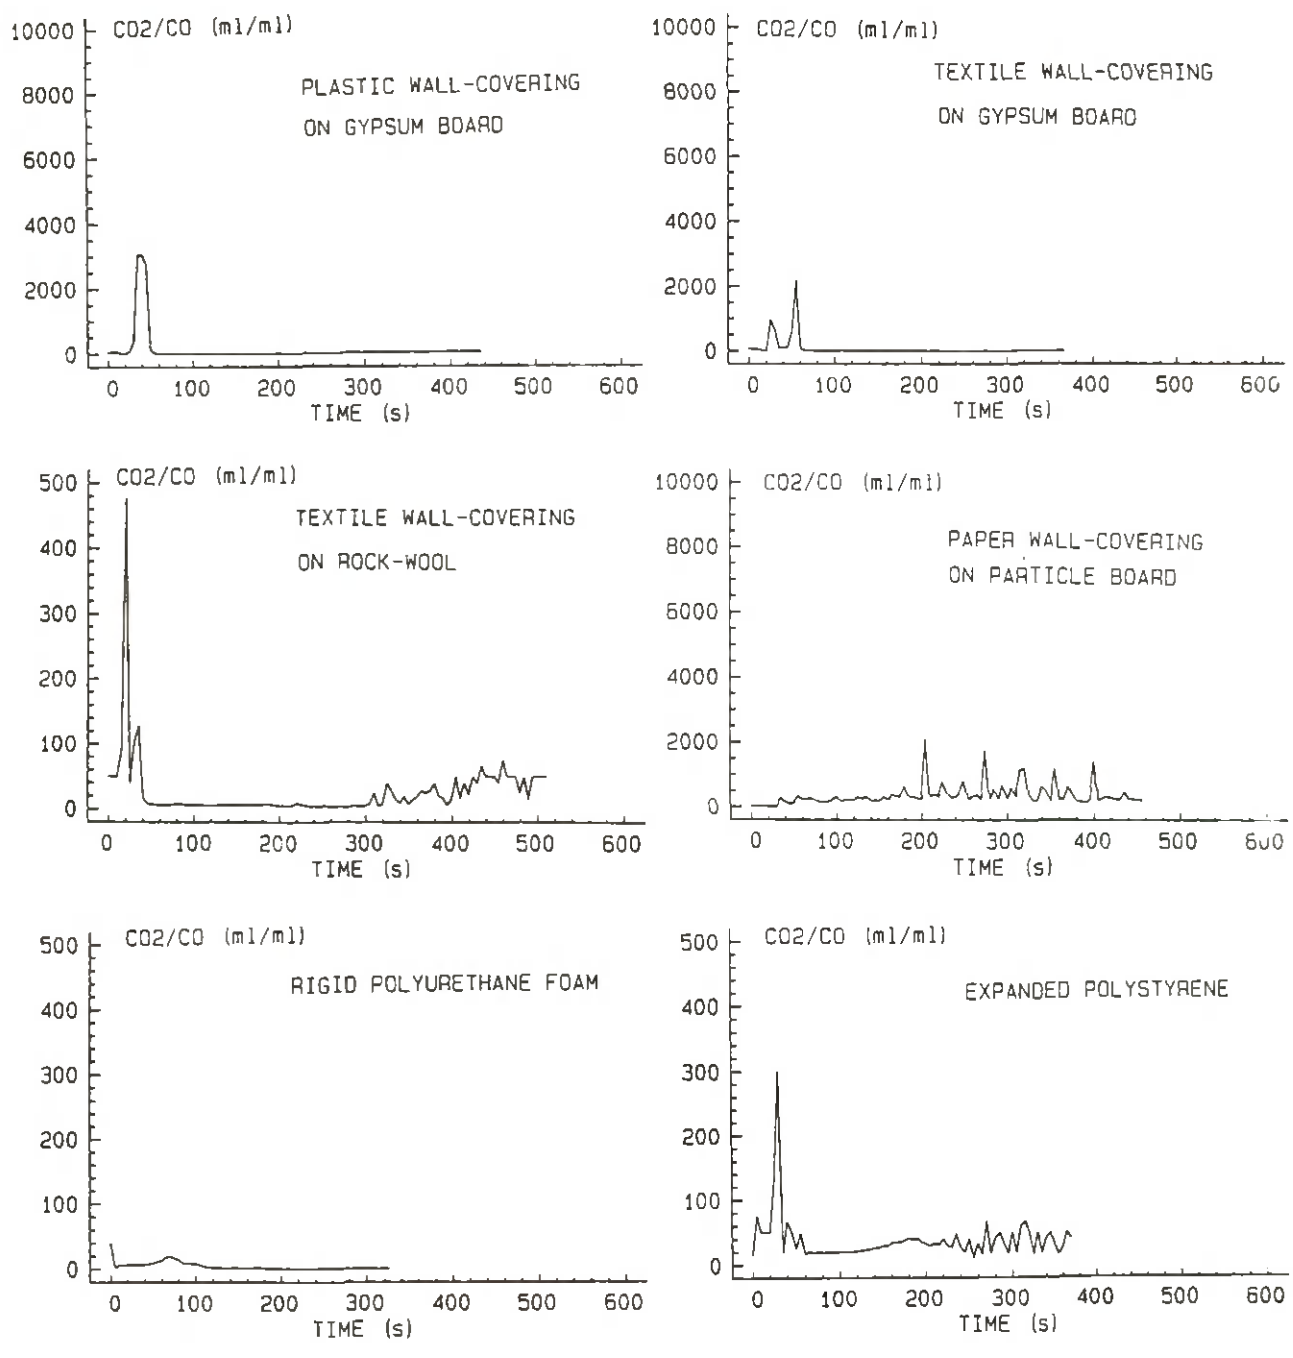 10000 CO2/CO (ml/ml)
PLASTIC WALL-COVERING
8000
ON GYPSUM BOARD
6000
4000
2000
0
0 100 200 300 400 500 600
TIME (s)
10000 CO2/CO (ml/ml)
TEXTILE WALL-COVERING
8000
ON GYPSUM BOARD
6000
4000
2000
0
0 100 200 300 400 500 600
TIME (s)
500 CO2/CO (ml/ml)
TEXTILE WALL-COVERING
400
ON ROCK-WOOL
300
200
100
0
0 100 200 300 400 500 600
TIME (s)
10000 CO2/CO (ml/ml)
PAPER WALL-COVERING
8000
ON PARTICLE BOARD
6000
4000
2000
0
0 100 200 300 400 500 600
TIME (s)
500 CO2/CO (ml/ml)
RIGID POLYURETHANE FOAM
400
300
200
100
0
0 100 200 300 400 500 600
TIME (s)
500 CO2/CO (ml/ml)
EXPANDED POLYSTYRENE
400
300
200
100
0
0 100 200 300 400 500 600
TIME (s)